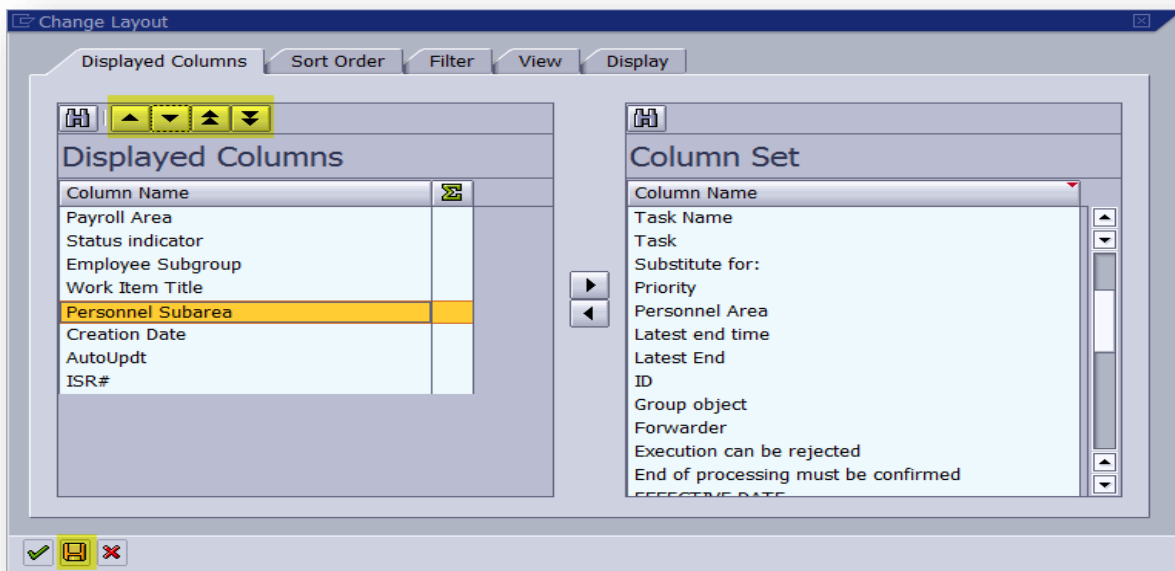 Change Layout
Displayed Columns
Sort Order
Filter
View
Display
Displayed Columns
Column Name
Payroll Area
Status indicator
Employee Subgroup
Work Item Title
Personnel Subarea
Creation Date
AutoUpdt
ISR#
Column Set
Column Name
Task Name
Task
Substitute for:
Priority
Personnel Area
Latest end time
Latest End
ID
Group object
Forwarder
Execution can be rejected
End of processing must be confirmed
EFFECTIVE DATE